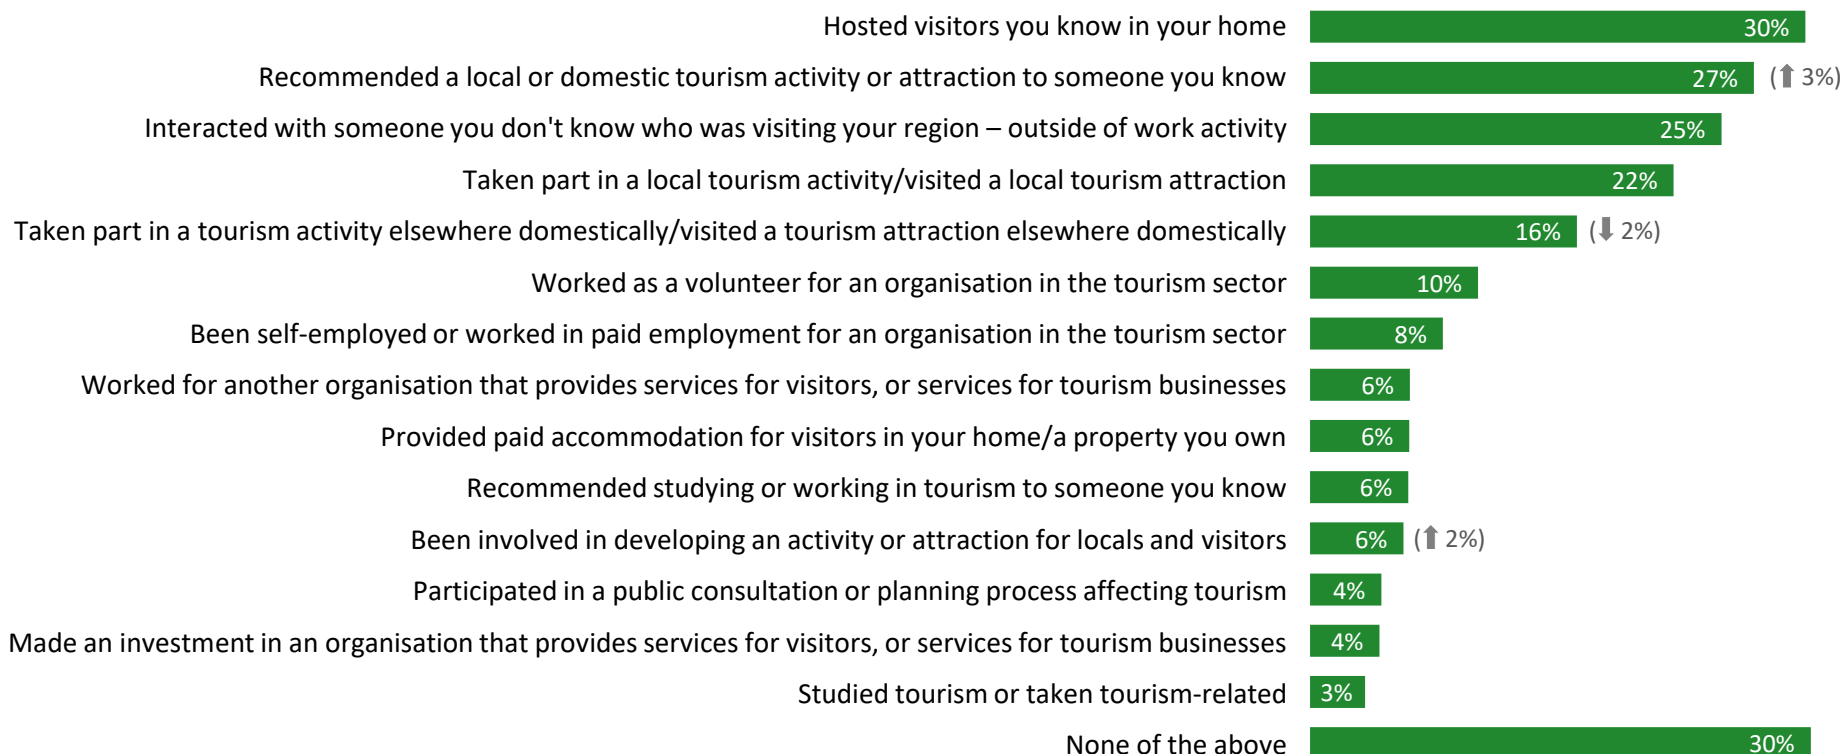 Hosted visitors you know in your home 30%
Recommended a local or domestic tourism activity or attraction to someone you know 27% (⬆ 3%)
Interacted with someone you don't know who was visiting your region – outside of work activity 25%
Taken part in a local tourism activity/visited a local tourism attraction 22%
Taken part in a tourism activity elsewhere domestically/visited a tourism attraction elsewhere domestically 16% (⬇ 2%)
Worked as a volunteer for an organisation in the tourism sector 10%
Been self-employed or worked in paid employment for an organisation in the tourism sector 8%
Worked for another organisation that provides services for visitors, or services for tourism businesses 6%
Provided paid accommodation for visitors in your home/a property you own 6%
Recommended studying or working in tourism to someone you know 6%
Been involved in developing an activity or attraction for locals and visitors 6% (⬆ 2%)
Participated in a public consultation or planning process affecting tourism 4%
Made an investment in an organisation that provides services for visitors, or services for tourism businesses 4%
Studied tourism or taken tourism-related 3%
None of the above 30%